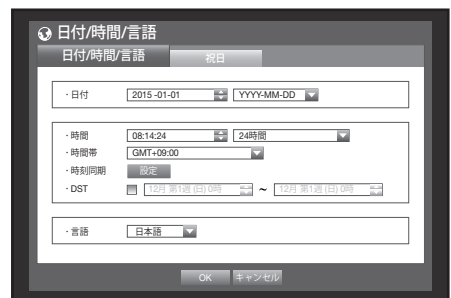 日付/時間/言語
日付/時間/言語 祝日
・日付 2015 -01-01 YYYY-MM-DD
・時間 08:14:24 24時間
・時間帯 GMT+09:00
・時刻同期 設定
・DST 12月 第1週 (日) 0時 ~ 12月 第1週 (日) 0時
・言語 日本語
OK キャンセル